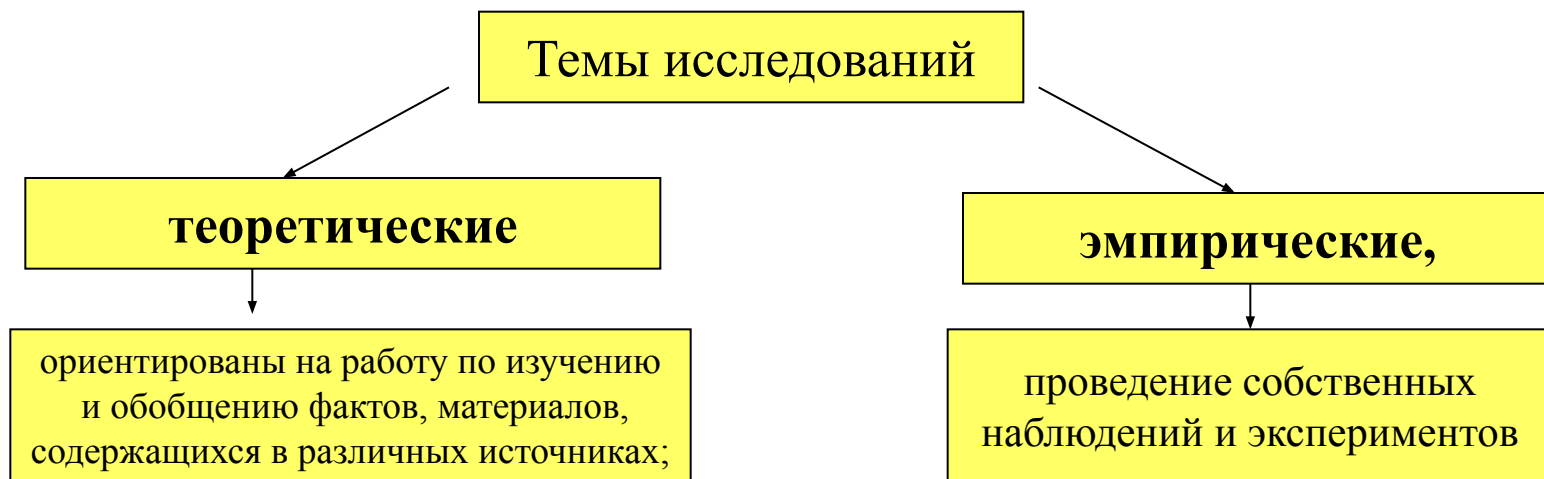 Темы исследований
теоретические
эмпирические,
ориентированы на работу по изучению
и обобщению фактов, материалов,
содержащихся в различных источниках;
проведение собственных
наблюдений и экспериментов